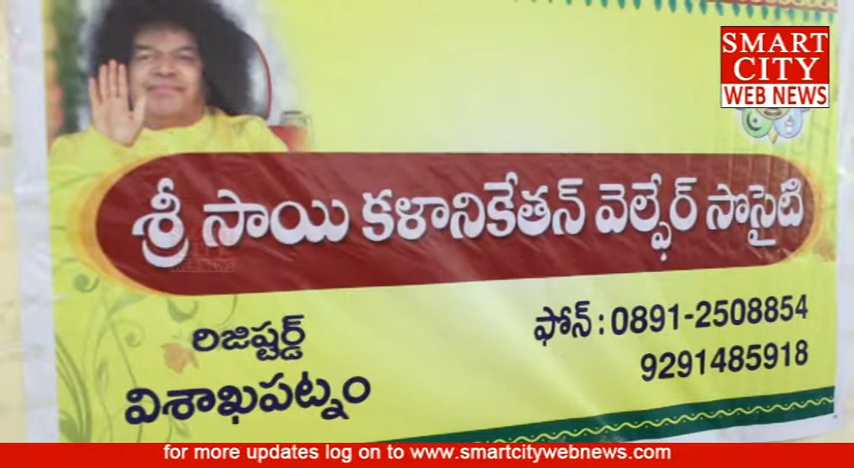 SMART
CITY
WEB NEWS
శ్రీ సాయి కళానికేతన్ వెల్ఫేర్ సొసైటి
రిజిష్టర్డ్
విశాఖపట్నం
ఫోన్ : 0891-2508854
9291485918
for more updates log on to www.smartcitywebnews.com